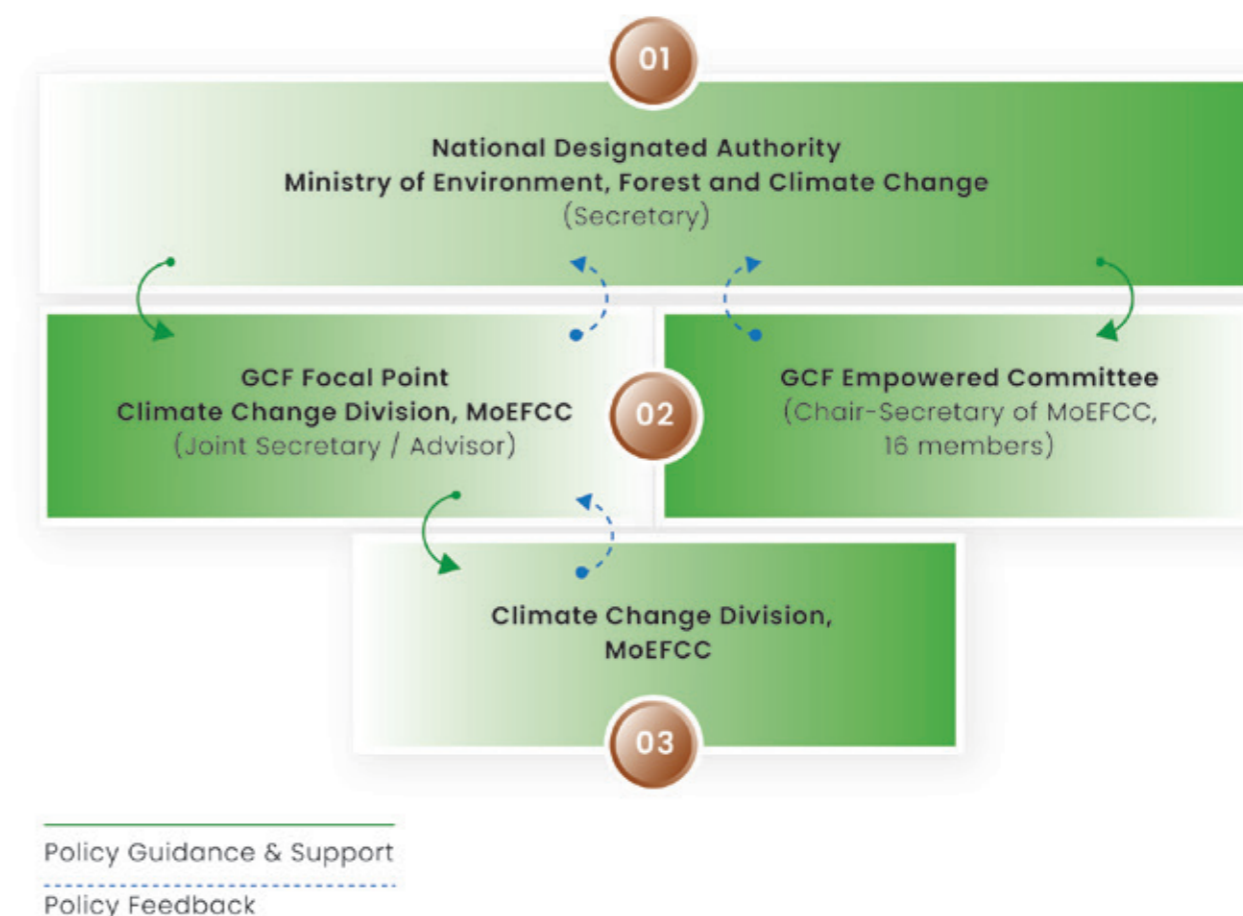 01
National Designated Authority
Ministry of Environment, Forest and Climate Change
(Secretary)
GCF Focal Point
Climate Change Division, MoEFCC
(Joint Secretary / Advisor)
02
GCF Empowered Committee
(Chair-Secretary of MoEFCC,
16 members)
Climate Change Division,
MoEFCC
03
Policy Guidance & Support
Policy Feedback